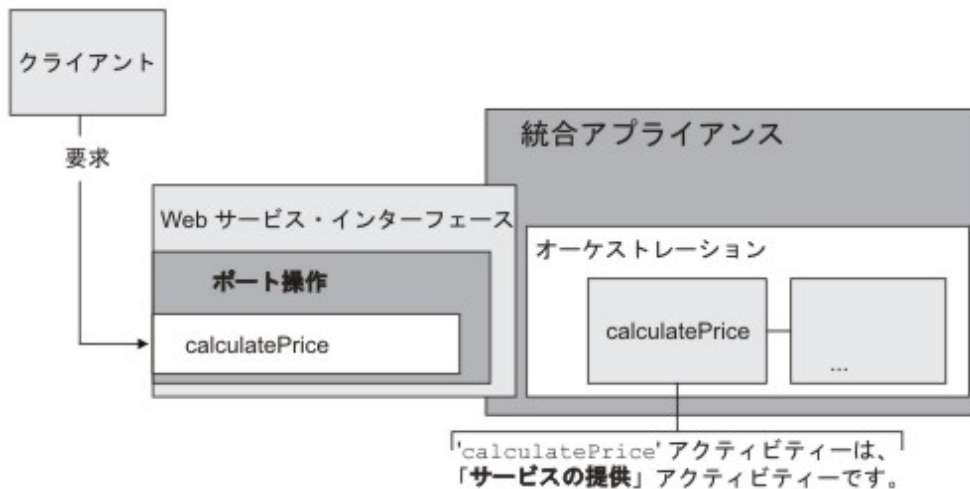 クライアント
要求
統合アプライアンス
Web サービス・インターフェース
オーケストレーション
ポート操作
calculatePrice
calculatePrice
...
'calculatePrice' アクティビティーは、
「サービスの提供」アクティビティーです。